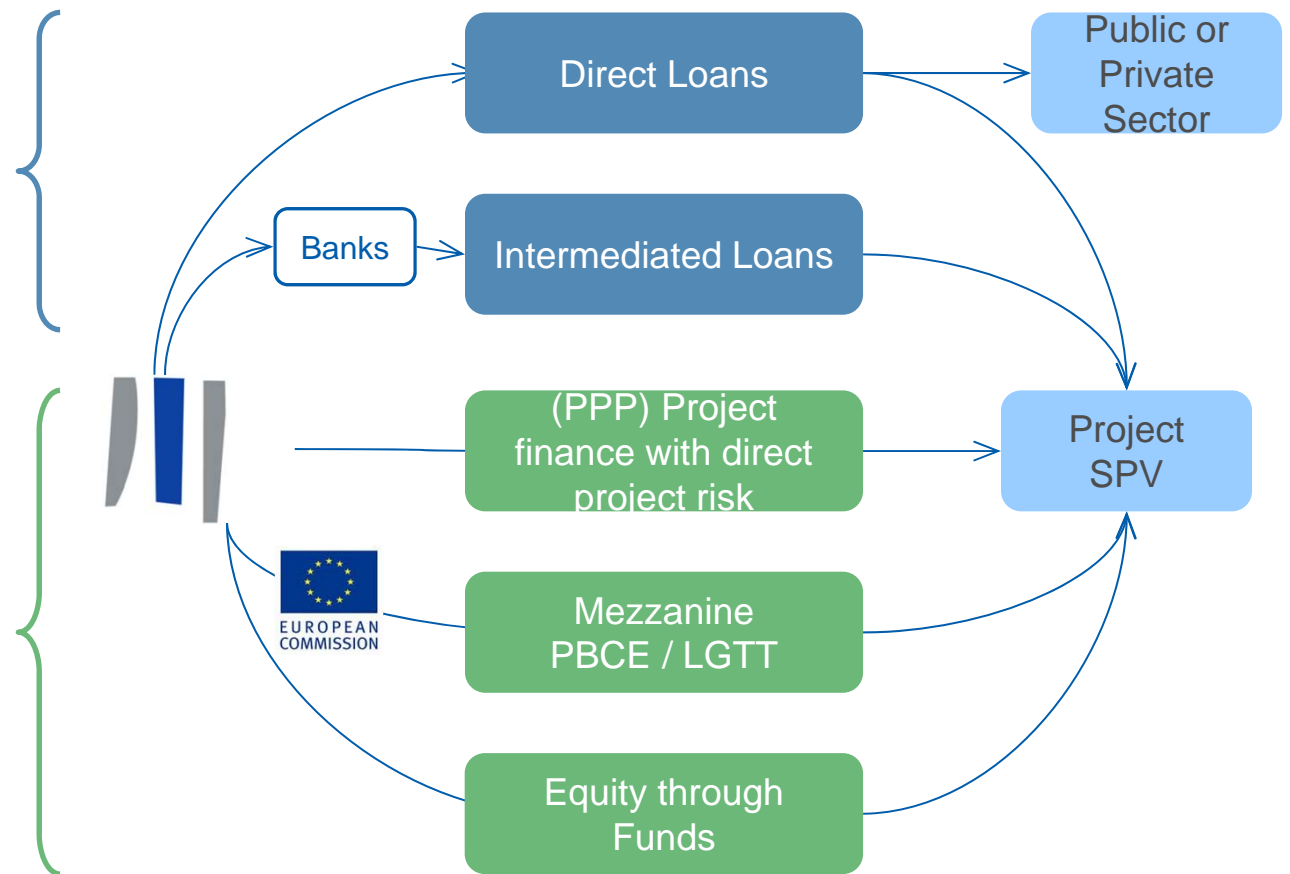 Direct Loans
Public or
Private
Sector
Banks
Intermediated Loans
(PPP) Project
finance with direct
project risk
Project
SPV
EUROPEAN
COMMISSION
Mezzanine
PBCE / LGTT
Equity through
Funds